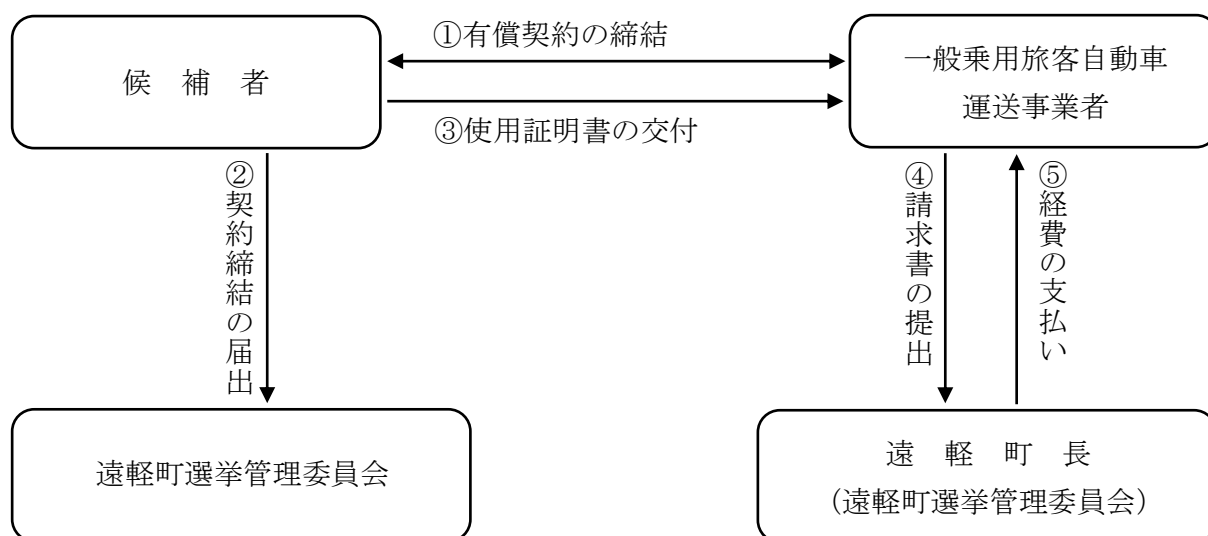 ①有償契約の締結
候 補 者
一般乗用旅客自動車
運送事業者
③使用証明書の交付
②契約締結の届出
④請求書の提出
⑤経費の支払い
遠軽町選挙管理委員会
遠 軽 町 長
（遠軽町選挙管理委員会）